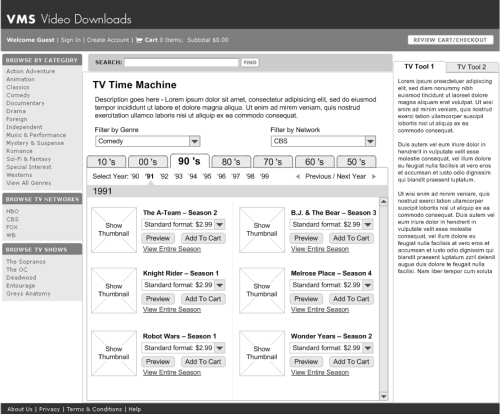 VMS Video Downloads
Welcome Guest | Sign In | Create Account | Cart 0 Items; Subtotal $0.00
REVIEW CART/CHECKOUT
BROWSE BY CATEGORY
Action Adventure
Animation
Classics
Comedy
Documentary
Drama
Foreign
Independent
Music & Performance
Mystery & Suspense
Romance
Sci-Fi & Fantasy
Special Interest
Westerns
View All Genres
BROWSE TV NETWORKS
HBO
CBS
FOX
WB
BROWSE TV SHOWS
The Sopranos
The OC
Deadwood
Entourage
Greys Anatomy
SEARCH: FIND
TV Time Machine
Description goes here - Lorem ipsum dolor sit amet, consectetur adipisicing elit, sed do eiusmod
tempor incididunt ut labore et dolore magna aliqua. Ut enim ad minim veniam, quis nostrud
exercitation ullamco laboris nisi ut aliquip ex ea commodo consequat.
Filter by Genre
Comedy
Filter by Network
CBS
10 's 00 's 90 's 80 's 70 's 60 's 50 's
Select Year: '90 '91 '92 '93 '94 '95 '96 '97 '98 '99 Previous / Next Year
1991
Show
Thumbnail
The A-Team – Season 2
Standard format: $2.99
Preview Add To Cart
View Entire Season
Show
Thumbnail
B.J. & The Bear – Season 3
Standard format: $2.99
Preview Add To Cart
View Entire Season
Show
Thumbnail
Knight Rider – Season 1
Standard format: $2.99
Preview Add To Cart
View Entire Season
Show
Thumbnail
Melrose Place – Season 4
Standard format: $2.99
Preview Add To Cart
View Entire Season
Show
Thumbnail
Robot Wars – Season 1
Standard format: $2.99
Preview Add To Cart
View Entire Season
Show
Thumbnail
Wonder Years – Season 2
Standard format: $2.99
Preview Add To Cart
View Entire Season
TV Tool 1 TV Tool 2
Lorem ipsum onsectetuer adipiscing
elit, sed diam nonummy nibh
euismod tincidunt ut laoreet dolore
magna aliquam erat volutpat. Ut wisi
enim ad minim veniam, quis nostrud
exerci tation ullamcorper suscipit
lobortis nisl ut aliquip ex ea
commodo consequat.
Duis autem vel eum iriure dolor in
hendrerit in vulputate velit esse
molestie consequat, vel illum dolore
eu feugiat nulla facilisis at vero eros
et accumsan et iusto odio dignissim
qui blandit praesent luptatum.
Ut wisi enim ad minim veniam, quis
nostrud exerci tation ullamcorper
suscipit lobortis nisl ut aliquip ex ea
commodo consequat. Duis autem vel
eum iriure dolor in hendrerit in
vulputate velit esse molestie
consequat, vel illum dolore eu
feugiat nulla facilisis at vero eros et
accumsan et iusto odio dignissim qui
blandit praesent luptatum zzril delenit
augue duis dolore te feugait nulla
facilisi. Nam liber tempor cum soluta
About Us | Privacy | Terms & Conditions | Help